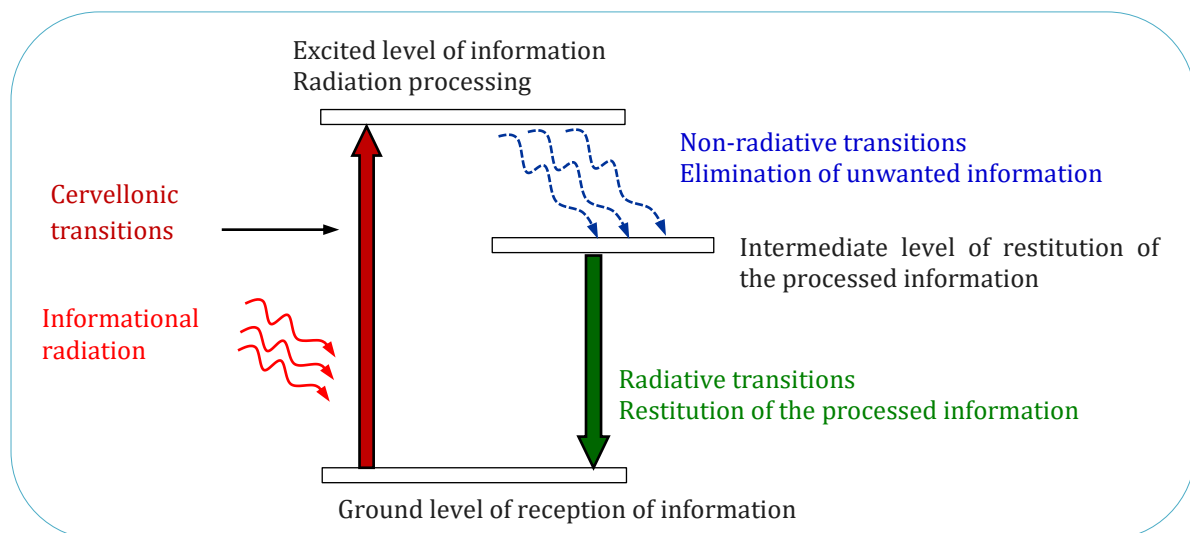 Excited level of information
Radiation processing
Non-radiative transitions
Elimination of unwanted information
Cervellonic
transitions
Intermediate level of restitution of
the processed information
Informational
radiation
Radiative transitions
Restitution of the processed information
Ground level of reception of information